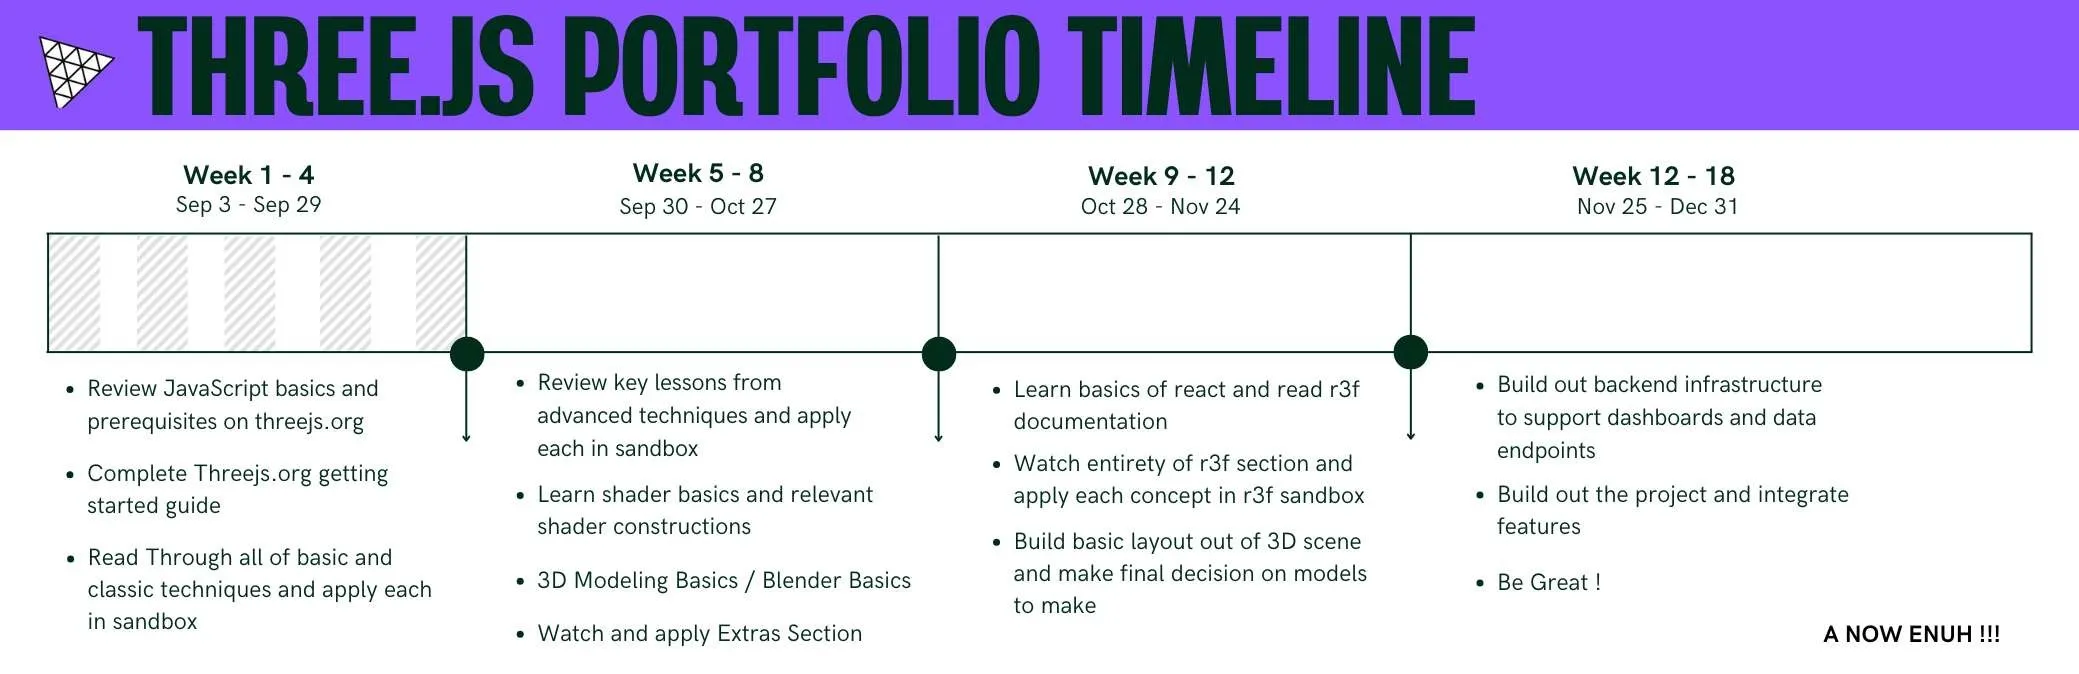 THREE.JS PORTFOLIO TIMELINE
Week 1 - 4
Sep 3 - Sep 29
Week 5 - 8
Sep 30 - Oct 27
Week 9 - 12
Oct 28 - Nov 24
Week 12 - 18
Nov 25 - Dec 31
• Review JavaScript basics and
prerequisites on threejs.org
• Complete Threejs.org getting
started guide
• Read Through all of basic and
classic techniques and apply each
in sandbox
• Review key lessons from
advanced techniques and apply
each in sandbox
• Learn shader basics and relevant
shader constructions
• 3D Modeling Basics / Blender Basics
• Watch and apply Extras Section
• Learn basics of react and read r3f
documentation
• Watch entirety of r3f section and
apply each concept in r3f sandbox
• Build basic layout out of 3D scene
and make final decision on models
to make
• Build out backend infrastructure
to support dashboards and data
endpoints
• Build out the project and integrate
features
• Be Great !
A NOW ENUH !!!